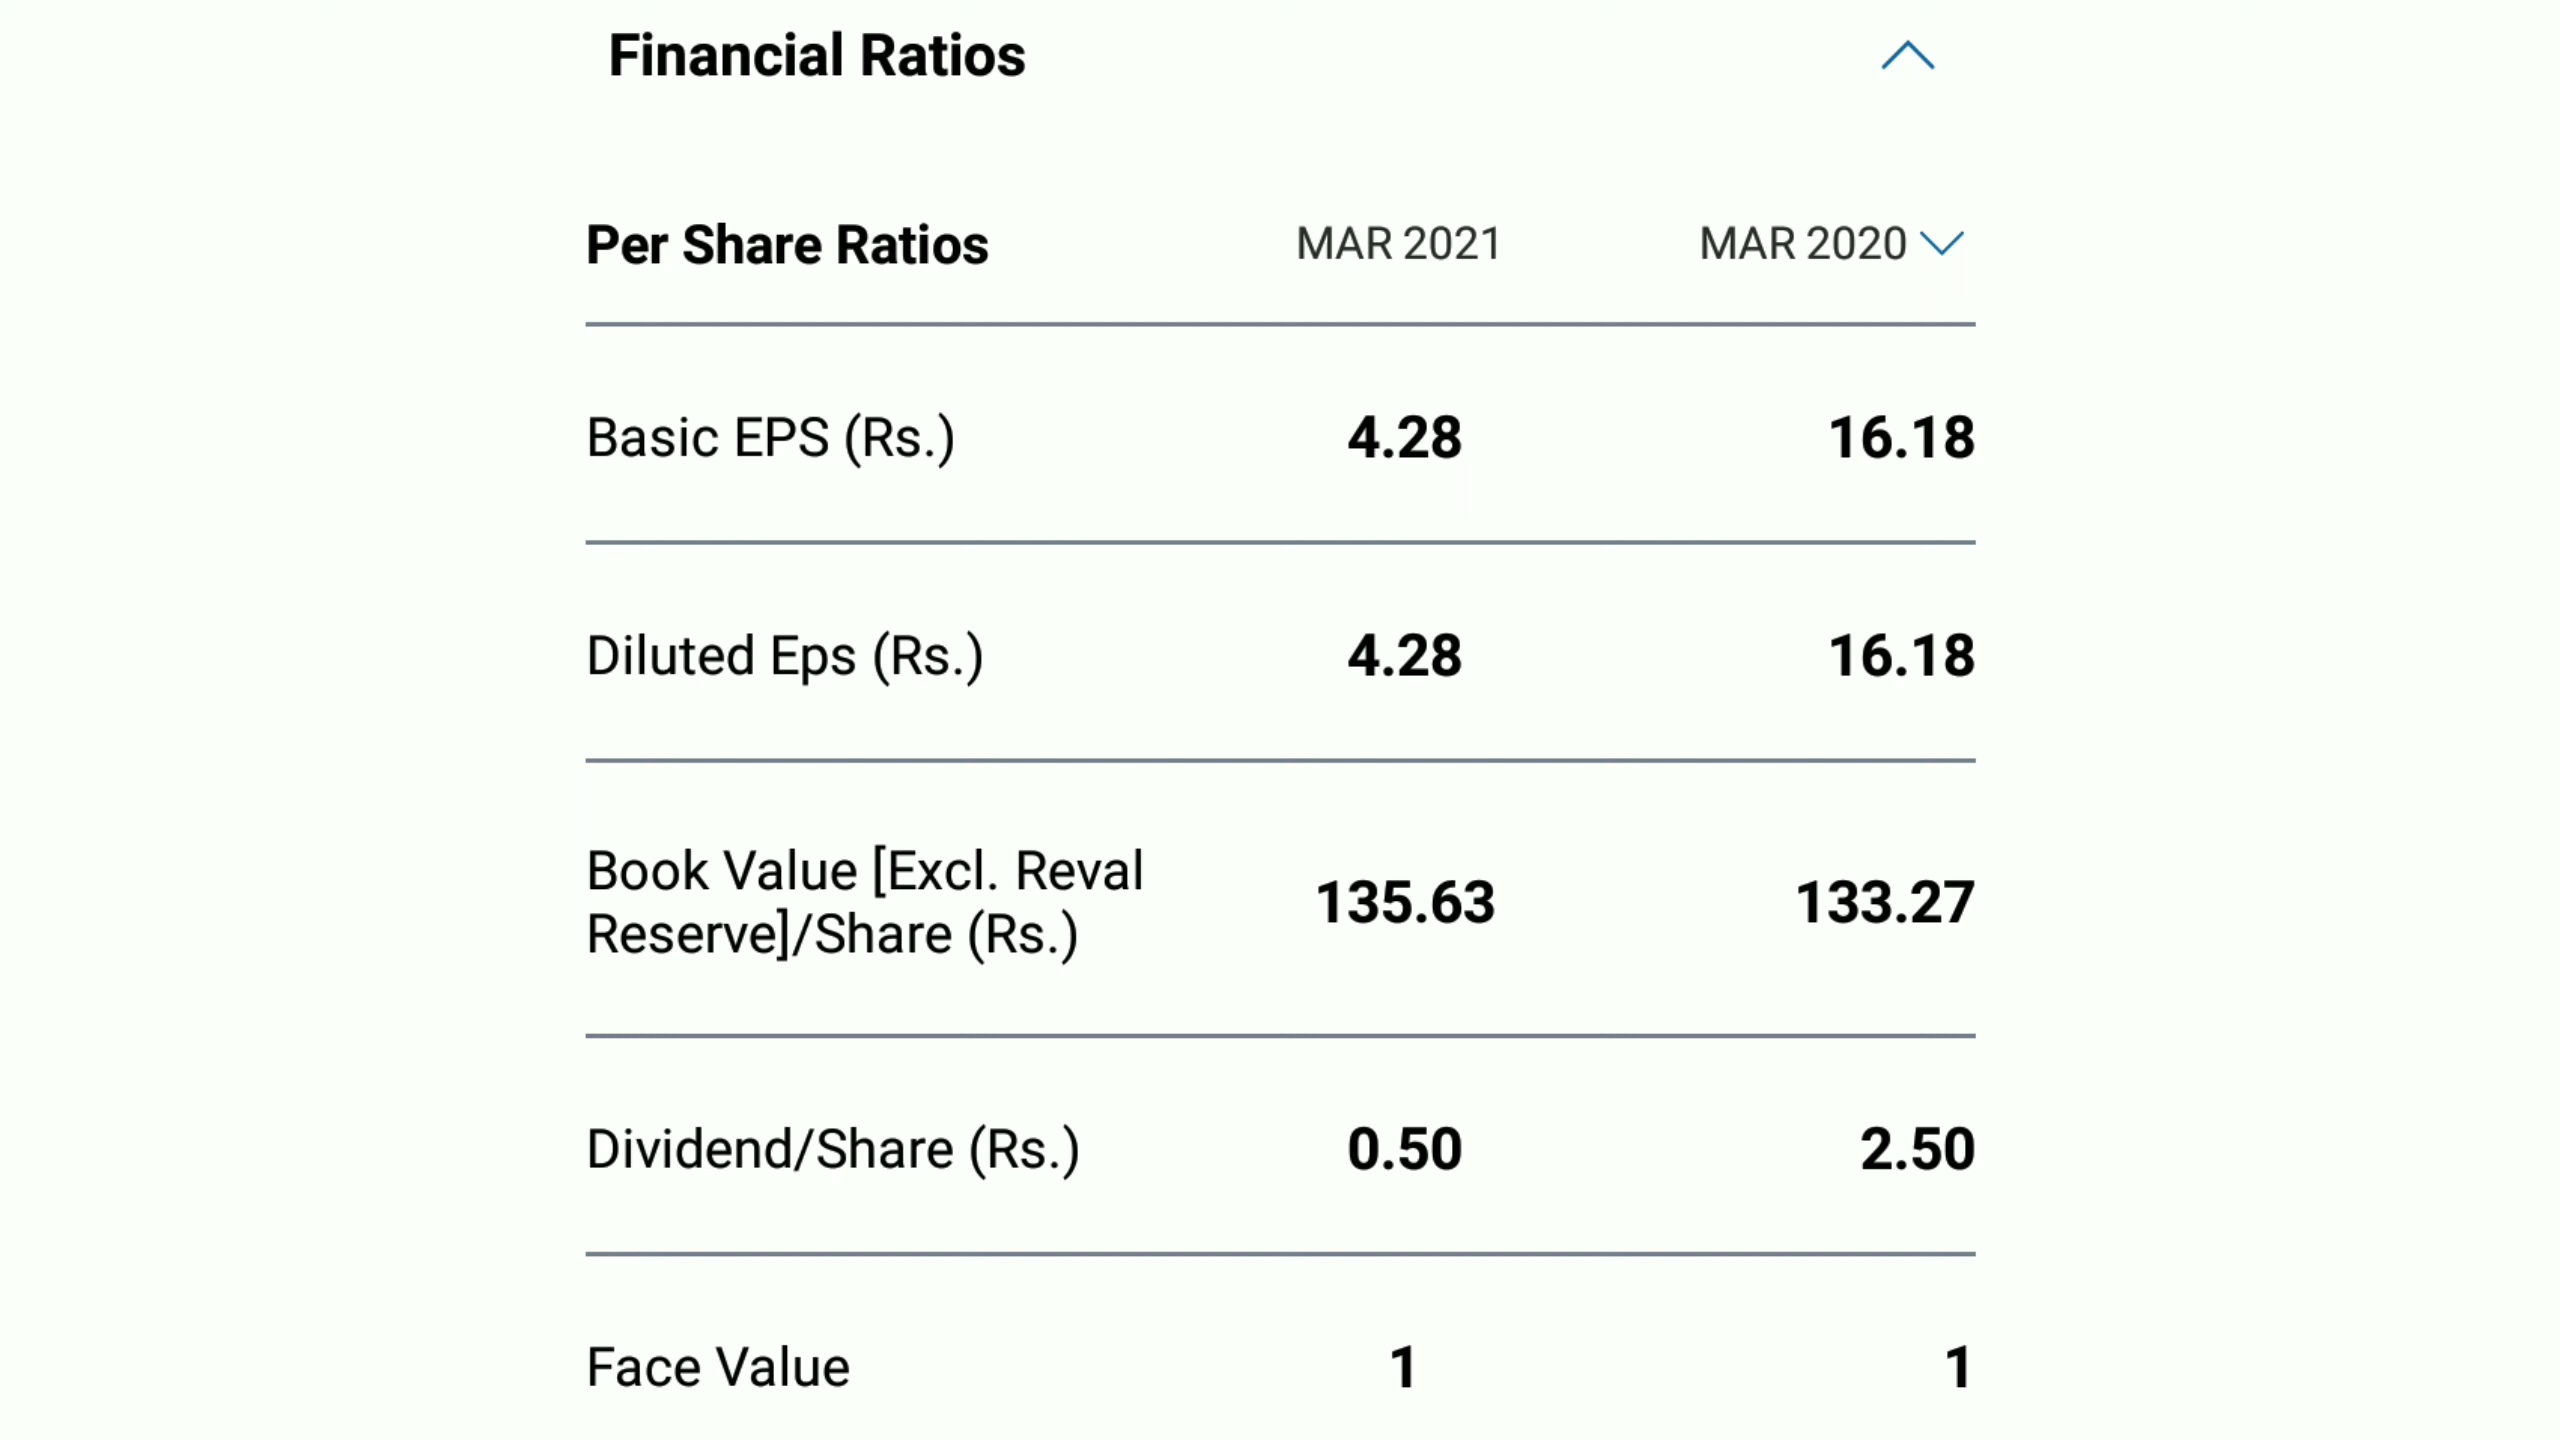 Financial Ratios
Per Share Ratios MAR 2021 MAR 2020
Basic EPS (Rs.) 4.28 16.18
Diluted Eps (Rs.) 4.28 16.18
Book Value [Excl. Reval
Reserve]/Share (Rs.) 135.63 133.27
Dividend/Share (Rs.) 0.50 2.50
Face Value 1 1